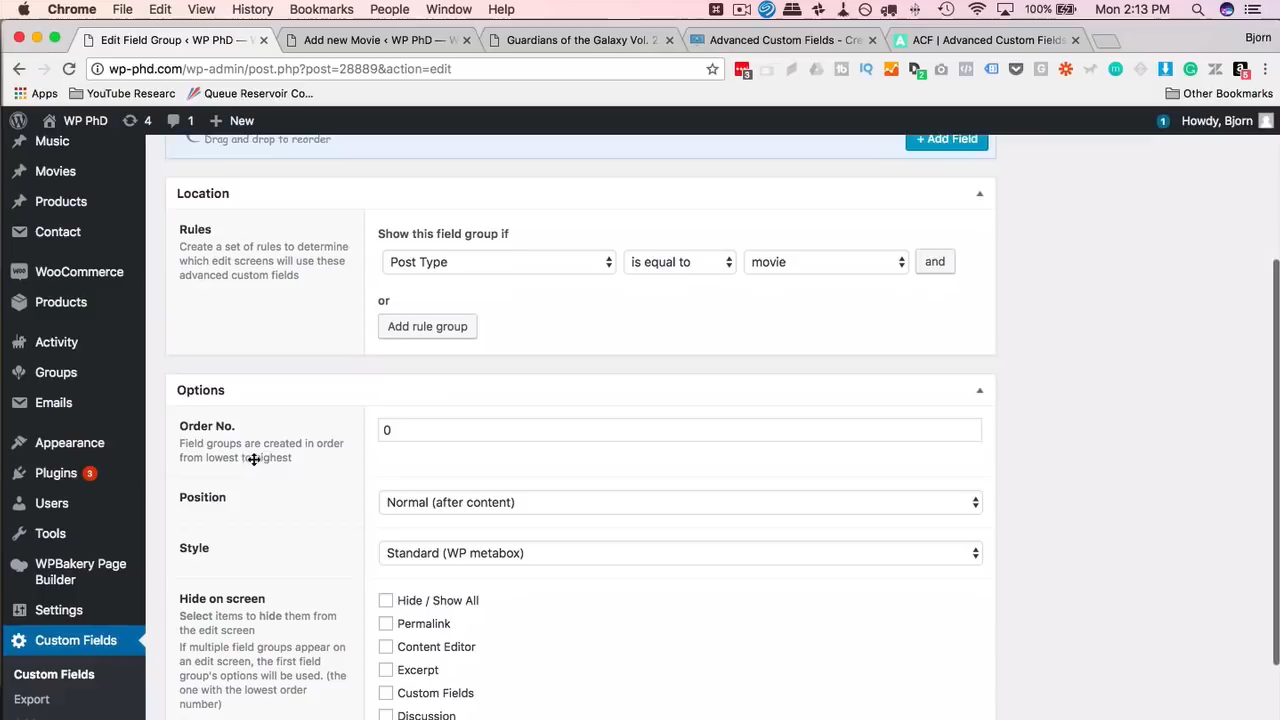 Chrome File Edit View History Bookmarks People Window Help 100% Mon 2:13 PM
Edit Field Group ‹ WP PhD — Add new Movie ‹ WP PhD — W Guardians of the Galaxy Vol. 2 Advanced Custom Fields - Cre ACF | Advanced Custom Fields Bjorn
wp-phd.com/wp-admin/post.php?post=28889&action=edit
Apps YouTube Researc Queue Reservoir Co... Other Bookmarks
WP PhD 4 1 New 1 Howdy, Bjorn
Drag and drop to reorder
+ Add Field
Music
Movies
Products
Contact
WooCommerce
Products
Activity
Groups
Emails
Appearance
Plugins 3
Users
Tools
WPBakery Page
Builder
Settings
Custom Fields
Custom Fields
Export
Location
Rules
Create a set of rules to determine
which edit screens will use these
advanced custom fields
Show this field group if
Post Type is equal to movie and
or
Add rule group
Options
Order No.
Field groups are created in order
from lowest to highest
0
Position
Normal (after content)
Style
Standard (WP metabox)
Hide on screen
Select items to hide them from
the edit screen
If multiple field groups appear on
an edit screen, the first field
group's options will be used. (the
one with the lowest order
number)
Hide / Show All
Permalink
Content Editor
Excerpt
Custom Fields
Discussion